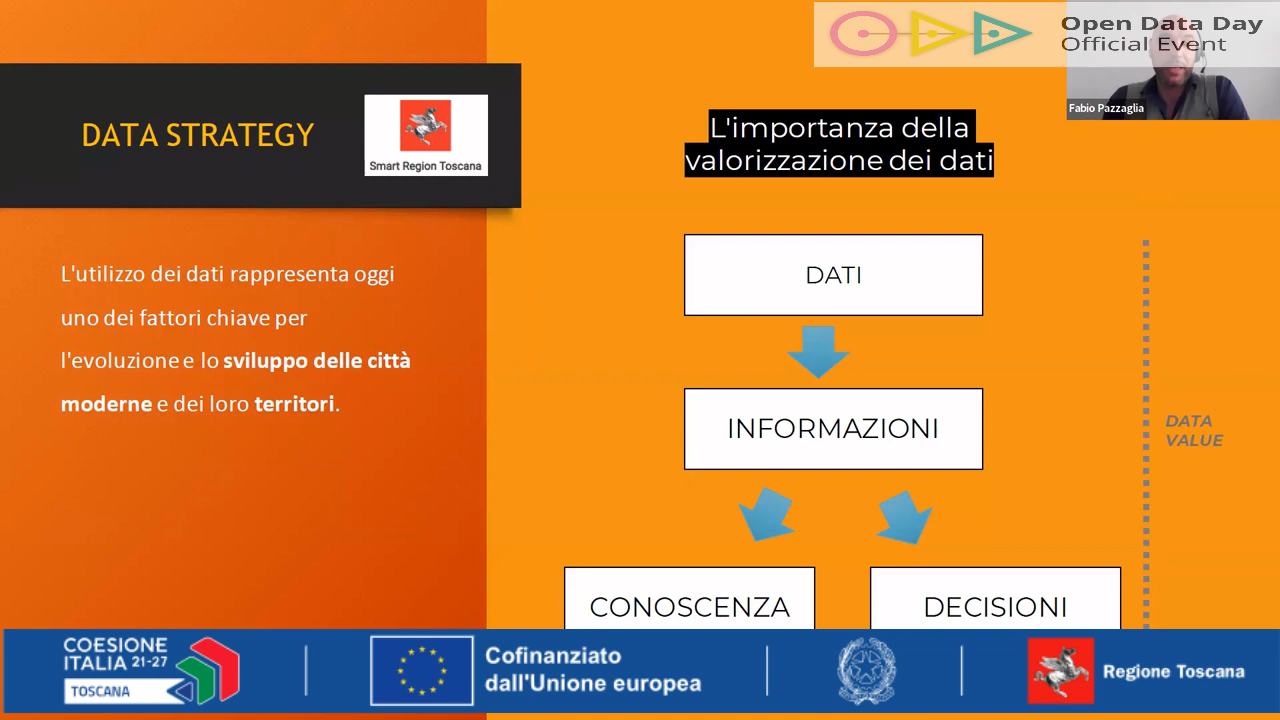 Open Data Day
Official Event
Fabio Pazzaglia
DATA STRATEGY
Smart Region Toscana
L'importanza della
valorizzazione dei dati
L'utilizzo dei dati rappresenta oggi
uno dei fattori chiave per
l'evoluzione e lo sviluppo delle città
moderne e dei loro territori.
DATI
INFORMAZIONI
DATA
VALUE
CONOSCENZA
DECISIONI
COESIONE
ITALIA 21-27
TOSCANA
Cofinanziato
dall'Unione europea
Regione Toscana